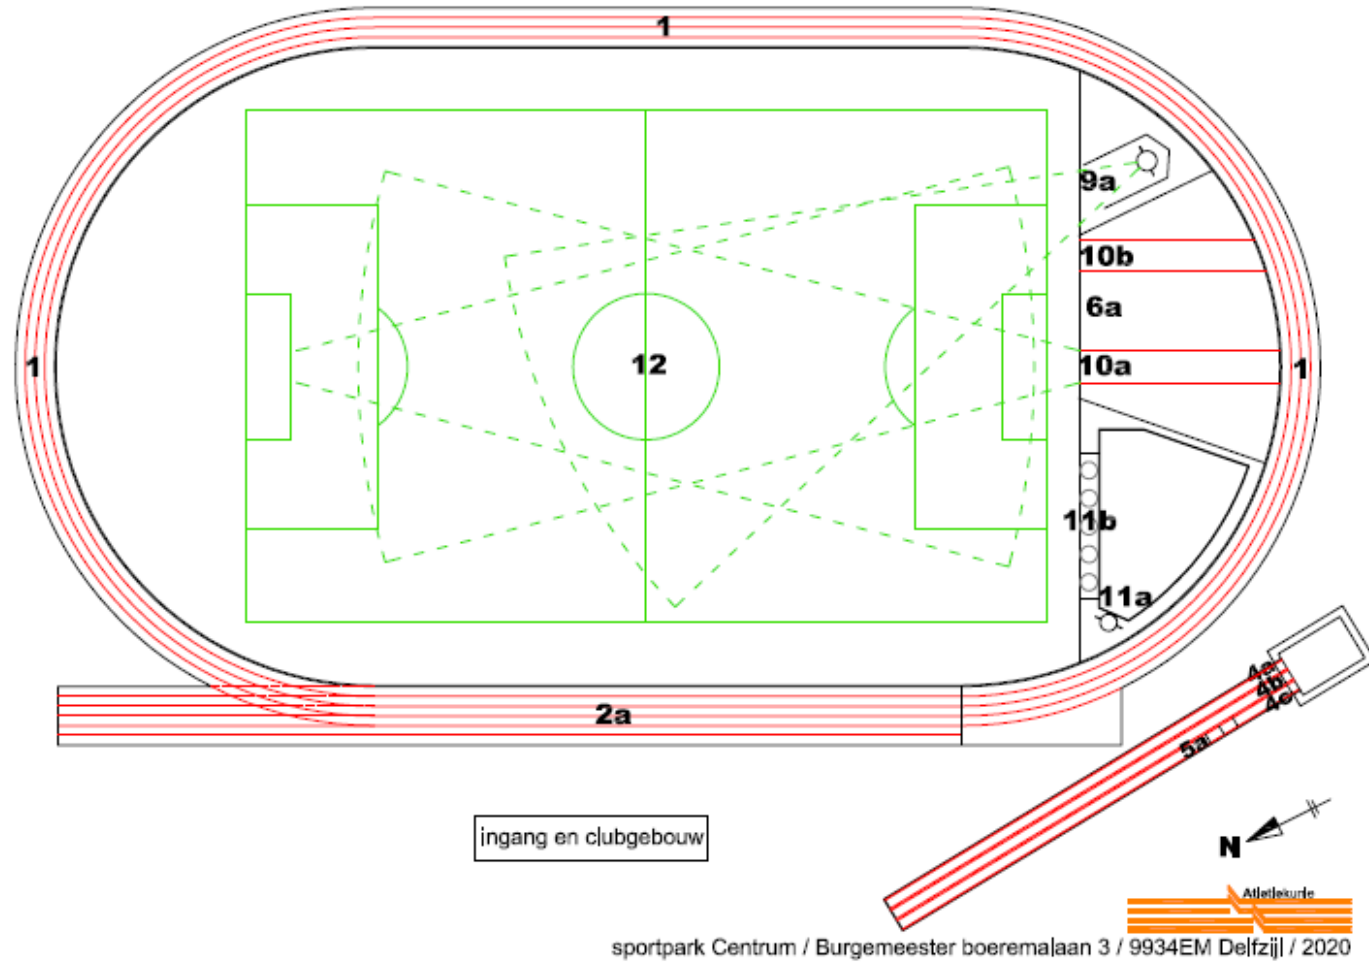 1
9a
10b
6a
12
10a
1
1
11b
11a
4a
4b
4c
2a
5a
ingang en clubgebouw
N
Atletiekunie
sportpark Centrum / Burgemeester boeremalaan 3 / 9934EM Delfzijl / 2020